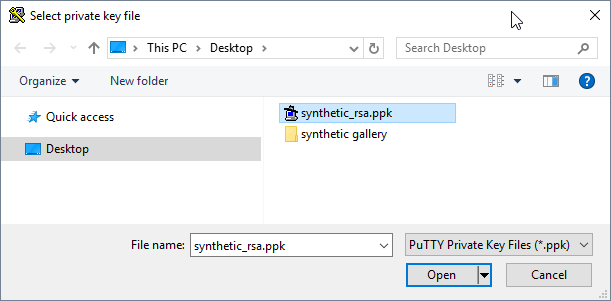 Select private key file
This PC > Desktop >
Search Desktop
Organize
New folder
?
Quick access
Desktop
synthetic_rsa.ppk
synthetic gallery
File name: synthetic_rsa.ppk
PuTTY Private Key Files (*.ppk)
Open
Cancel